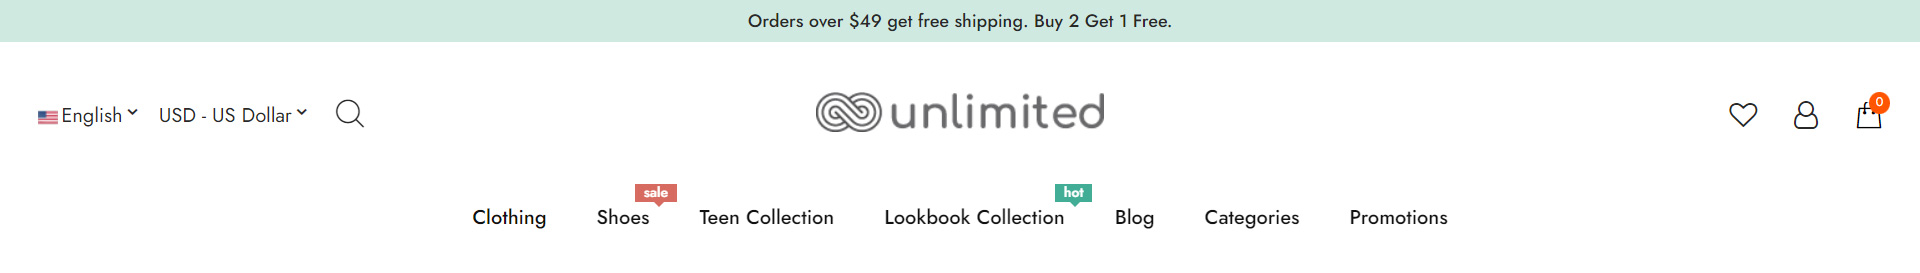 Orders over $49 get free shipping. Buy 2 Get 1 Free.
English USD - US Dollar unlimited 0
sale hot
Clothing Shoes Teen Collection Lookbook Collection Blog Categories Promotions